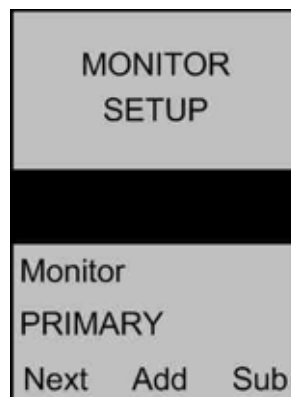 MONITOR
SETUP
Monitor
PRIMARY
Next Add Sub